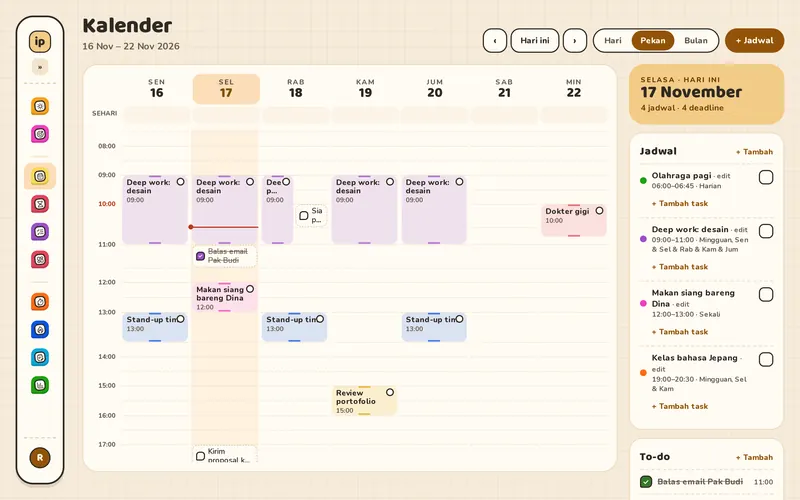 ip
»
R
Kalender
16 Nov – 22 Nov 2026
‹
Hari ini
›
Hari
Pekan
Bulan
+ Jadwal
SEN
16
SEL
17
RAB
18
KAM
19
JUM
20
SAB
21
MIN
22
SEHARI
08:00
09:00
10:00
11:00
12:00
13:00
14:00
15:00
16:00
17:00
Deep work:
desain
09:00
Deep work:
desain
09:00
Dee
p...
09:00
Sia
p...
Deep work:
desain
09:00
Deep work:
desain
09:00
Dokter gigi
10:00
Balas email
Pak Budi
Makan siang
bareng Dina
12:00
Stand-up tim
13:00
Stand-up tim
13:00
Stand-up tim
13:00
Review
portofolio
15:00
Kirim
proposal k...
SELASA · HARI INI
17 November
4 jadwal · 4 deadline
Jadwal
+ Tambah
Olahraga pagi · edit
06:00–06:45 · Harian
+ Tambah task
Deep work: desain · edit
09:00–11:00 · Mingguan, Sen
& Sel & Rab & Kam & Jum
+ Tambah task
Makan siang bareng
Dina · edit
12:00–13:00 · Sekali
+ Tambah task
Kelas bahasa Jepang ·
edit
19:00–20:30 · Mingguan, Sel
& Kam
+ Tambah task
To-do
+ Tambah
Balas email Pak Budi
11:00